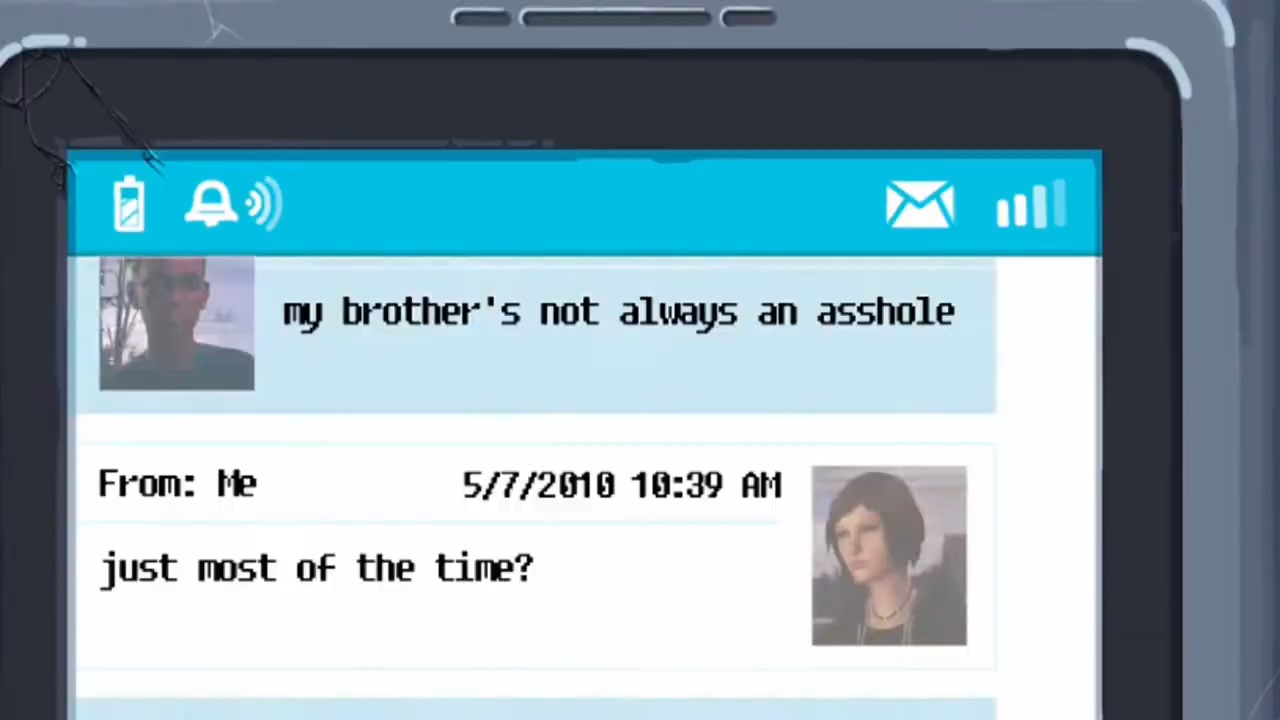 my brother's not always an asshole
From: Me 5/7/2010 10:39 AM
just most of the time?